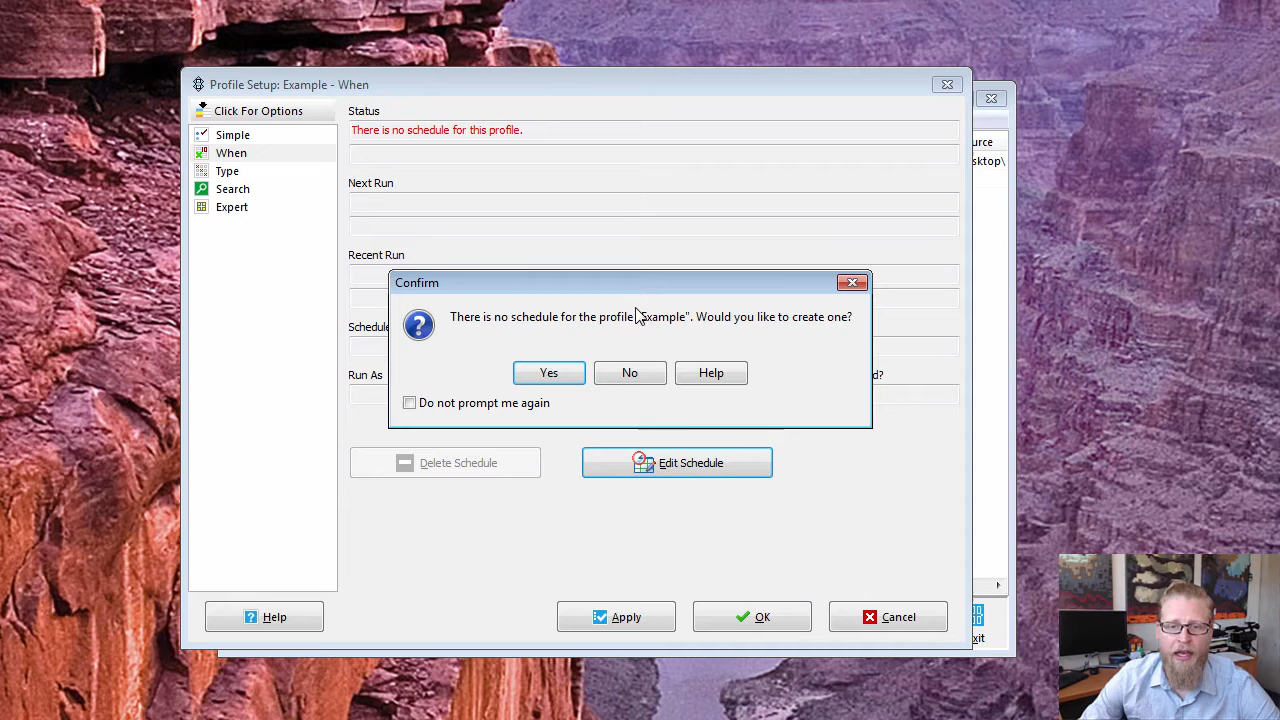 Profile Setup: Example - When
Click For Options
Simple
When
Type
Search
Expert
Status
There is no schedule for this profile.
Next Run
Recent Run
Schedule
Run As
d?
Confirm
There is no schedule for the profile "Example". Would you like to create one?
Yes
No
Help
Do not prompt me again
Delete Schedule
Edit Schedule
Help
Apply
OK
Cancel
urce
sktop\
xit